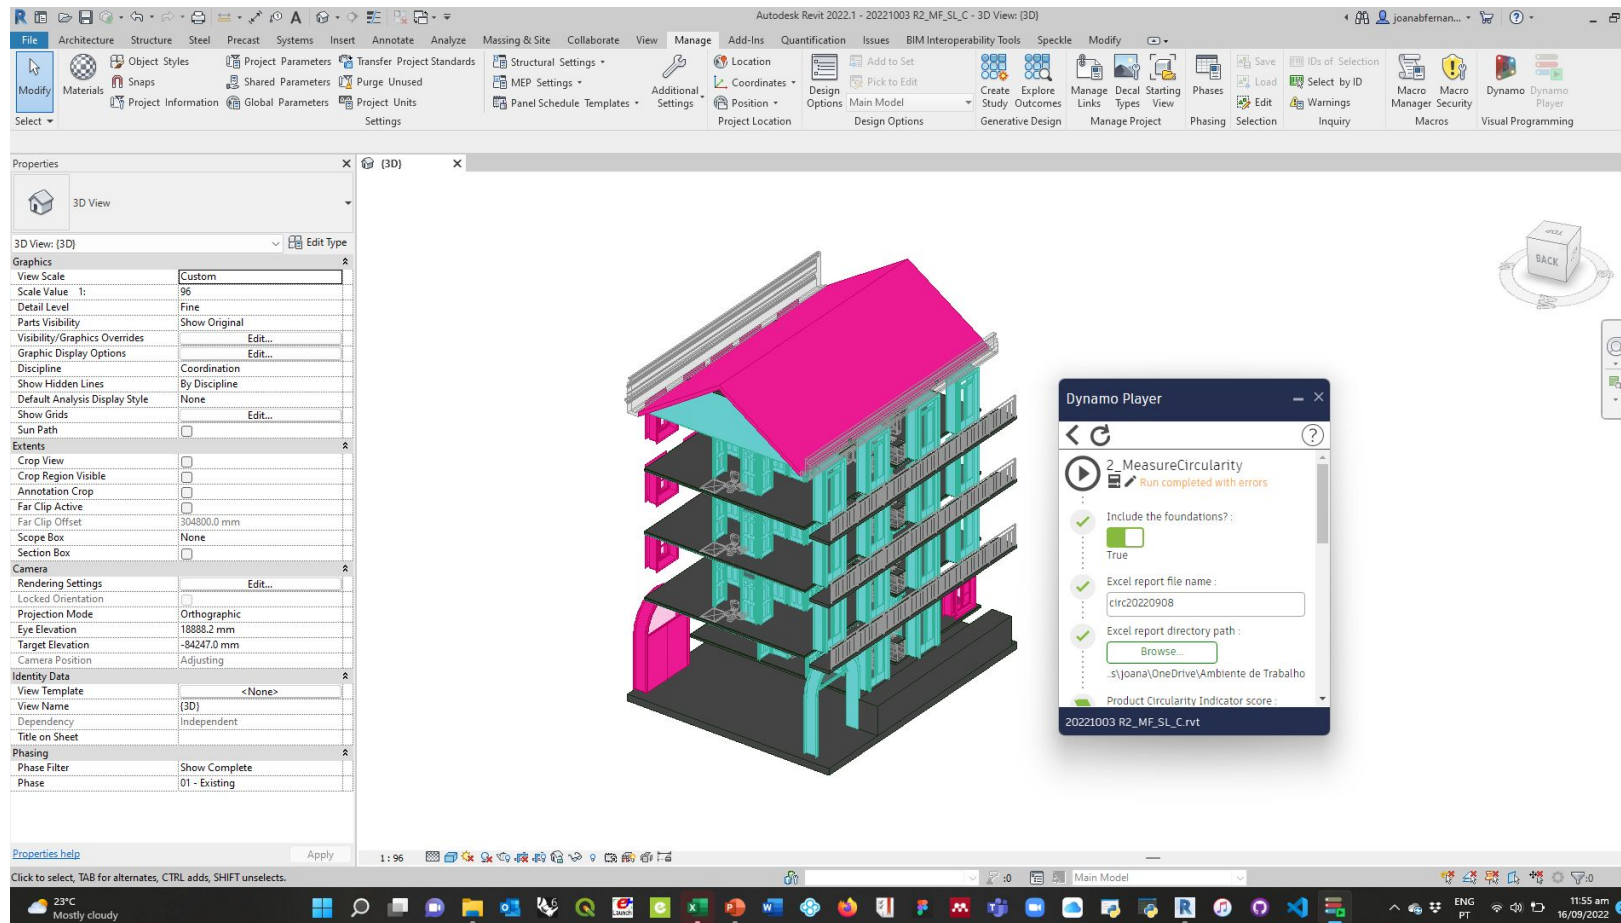 Autodesk Revit 2022.1 - 20221003 R2_MF_SL_C - 3D View: {3D}
joanabfernan...
File Architecture Structure Steel Precast Systems Insert Annotate Analyze Massing & Site Collaborate View Manage Add-Ins Quantification Issues BIM Interoperability Tools Speckle Modify
Modify
Select
Materials
Object Styles
Snaps
Project Information
Project Parameters
Shared Parameters
Global Parameters
Transfer Project Standards
Purge Unused
Project Units
Settings
Structural Settings
MEP Settings
Panel Schedule Templates
Additional Settings
Location
Coordinates
Position
Project Location
Design Options
Add to Set
Pick to Edit
Main Model
Design Options
Create Study
Explore Outcomes
Generative Design
Manage Links
Decal Types
Starting View
Manage Project
Phases
Phasing
Save
Load
Edit
Selection
IDs of Selection
Select by ID
Warnings
Inquiry
Macro Manager
Macro Security
Macros
Dynamo
Dynamo Player
Visual Programming
Properties
{3D}
3D View
3D View: {3D}
Edit Type
Graphics
View Scale Custom
Scale Value 1: 96
Detail Level Fine
Parts Visibility Show Original
Visibility/Graphics Overrides Edit...
Graphic Display Options Edit...
Discipline Coordination
Show Hidden Lines By Discipline
Default Analysis Display Style None
Show Grids Edit...
Sun Path
Extents
Crop View
Crop Region Visible
Annotation Crop
Far Clip Active
Far Clip Offset 304800.0 mm
Scope Box None
Section Box
Camera
Rendering Settings Edit...
Locked Orientation
Projection Mode Orthographic
Eye Elevation 18888.2 mm
Target Elevation -84247.0 mm
Camera Position Adjusting
Identity Data
View Template <None>
View Name {3D}
Dependency Independent
Title on Sheet
Phasing
Phase Filter Show Complete
Phase 01 - Existing
Properties help
Apply
TOP
BACK
Dynamo Player
2_MeasureCircularity
Run completed with errors
Include the foundations? :
True
Excel report file name :
circ20220908
Excel report directory path :
Browse...
..s\joana\OneDrive\Ambiente de Trabalho
Product Circularity Indicator score :
20221003 R2_MF_SL_C.rvt
1 : 96
Click to select, TAB for alternates, CTRL adds, SHIFT unselects.
:0
Main Model
:0
23°C
Mostly cloudy
ENG
PT
11:55 am
16/09/2022